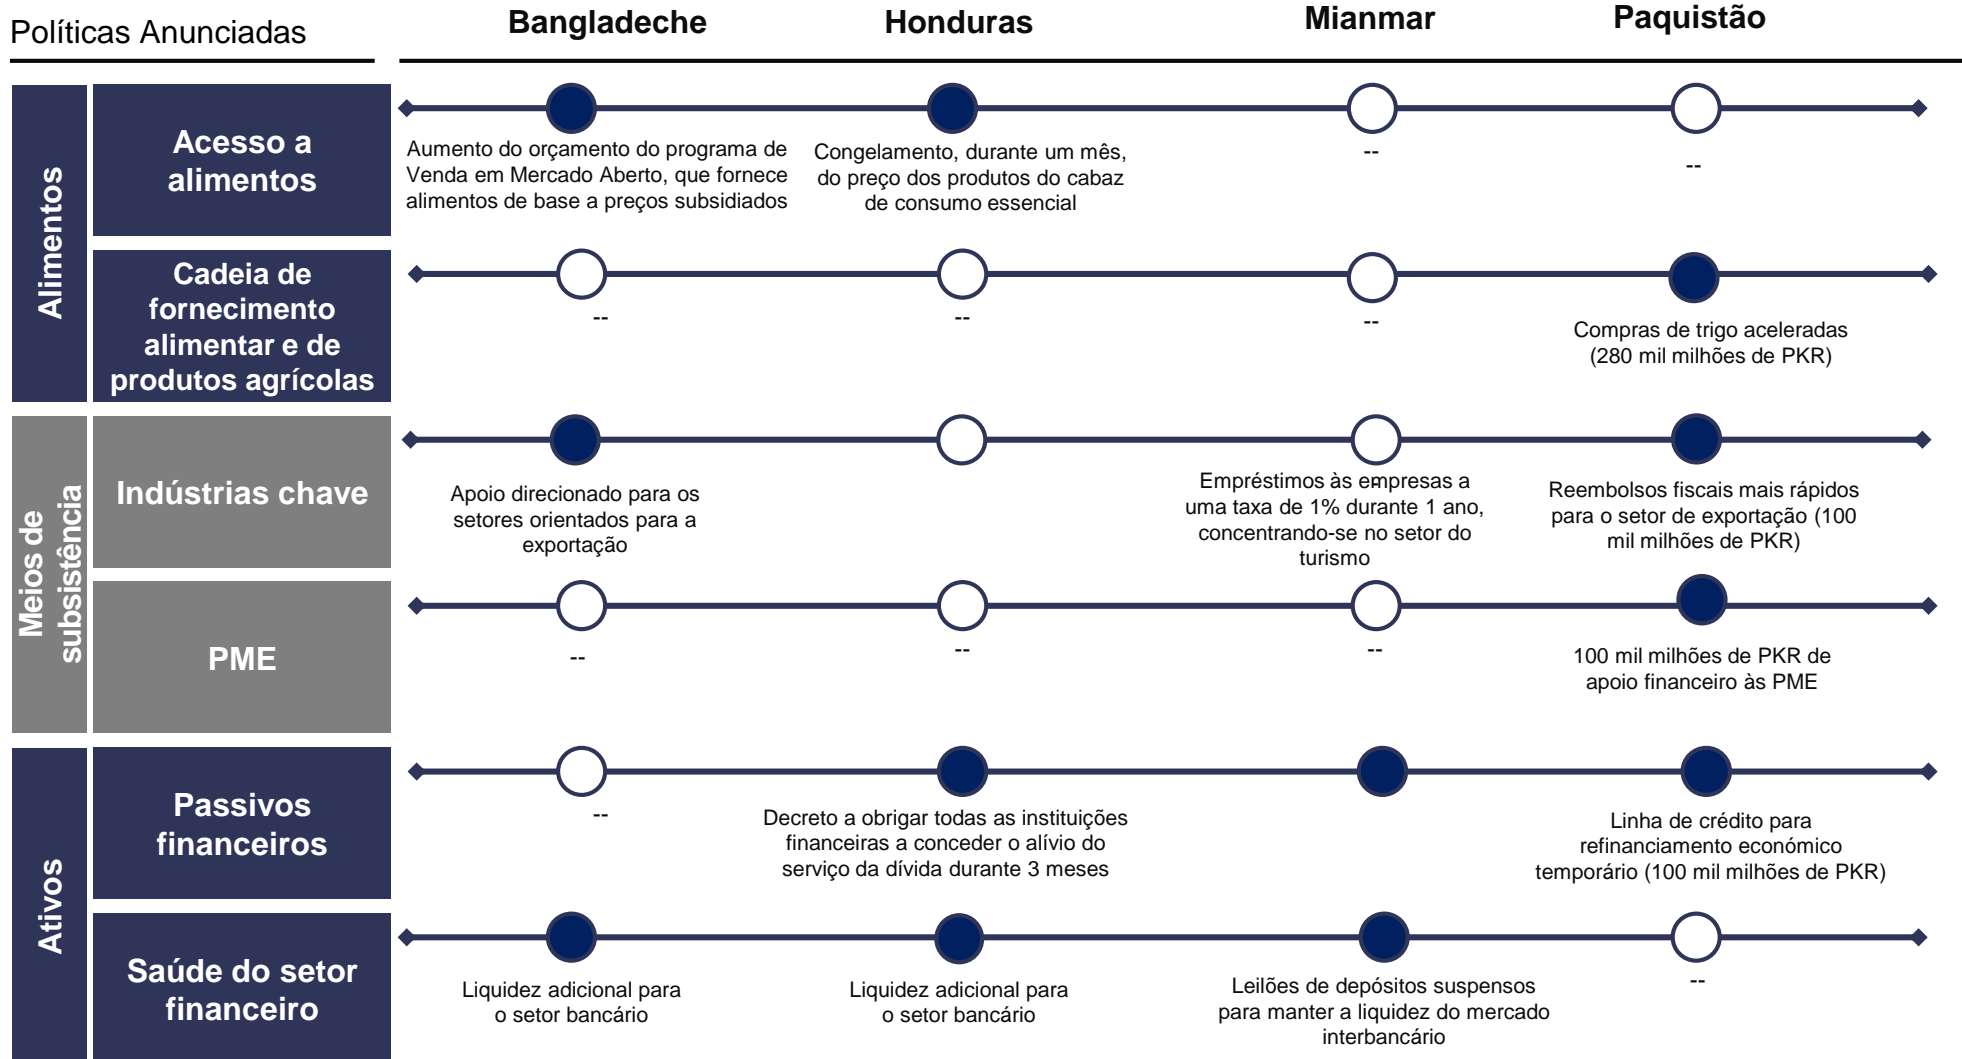 Políticas Anunciadas
Bangladeche
Honduras
Mianmar
Paquistão
Alimentos
Acesso a
alimentos
Aumento do orçamento do programa de
Venda em Mercado Aberto, que fornece
alimentos de base a preços subsidiados
Congelamento, durante um mês,
do preço dos produtos do cabaz
de consumo essencial
--
--
Cadeia de
fornecimento
alimentar e de
produtos agrícolas
--
--
--
Compras de trigo aceleradas
(280 mil milhões de PKR)
Meios de
subsistência
Indústrias chave
Apoio direcionado para os
setores orientados para a
exportação
Empréstimos às empresas a
uma taxa de 1% durante 1 ano,
concentrando-se no setor do
turismo
Reembolsos fiscais mais rápidos
para o setor de exportação (100
mil milhões de PKR)
PME
--
--
--
100 mil milhões de PKR de
apoio financeiro às PME
Ativos
Passivos
financeiros
--
Decreto a obrigar todas as instituições
financeiras a conceder o alívio do
serviço da dívida durante 3 meses
Linha de crédito para
refinanciamento económico
temporário (100 mil milhões de PKR)
Saúde do setor
financeiro
Liquidez adicional para
o setor bancário
Liquidez adicional para
o setor bancário
Leilões de depósitos suspensos
para manter a liquidez do mercado
interbancário
--